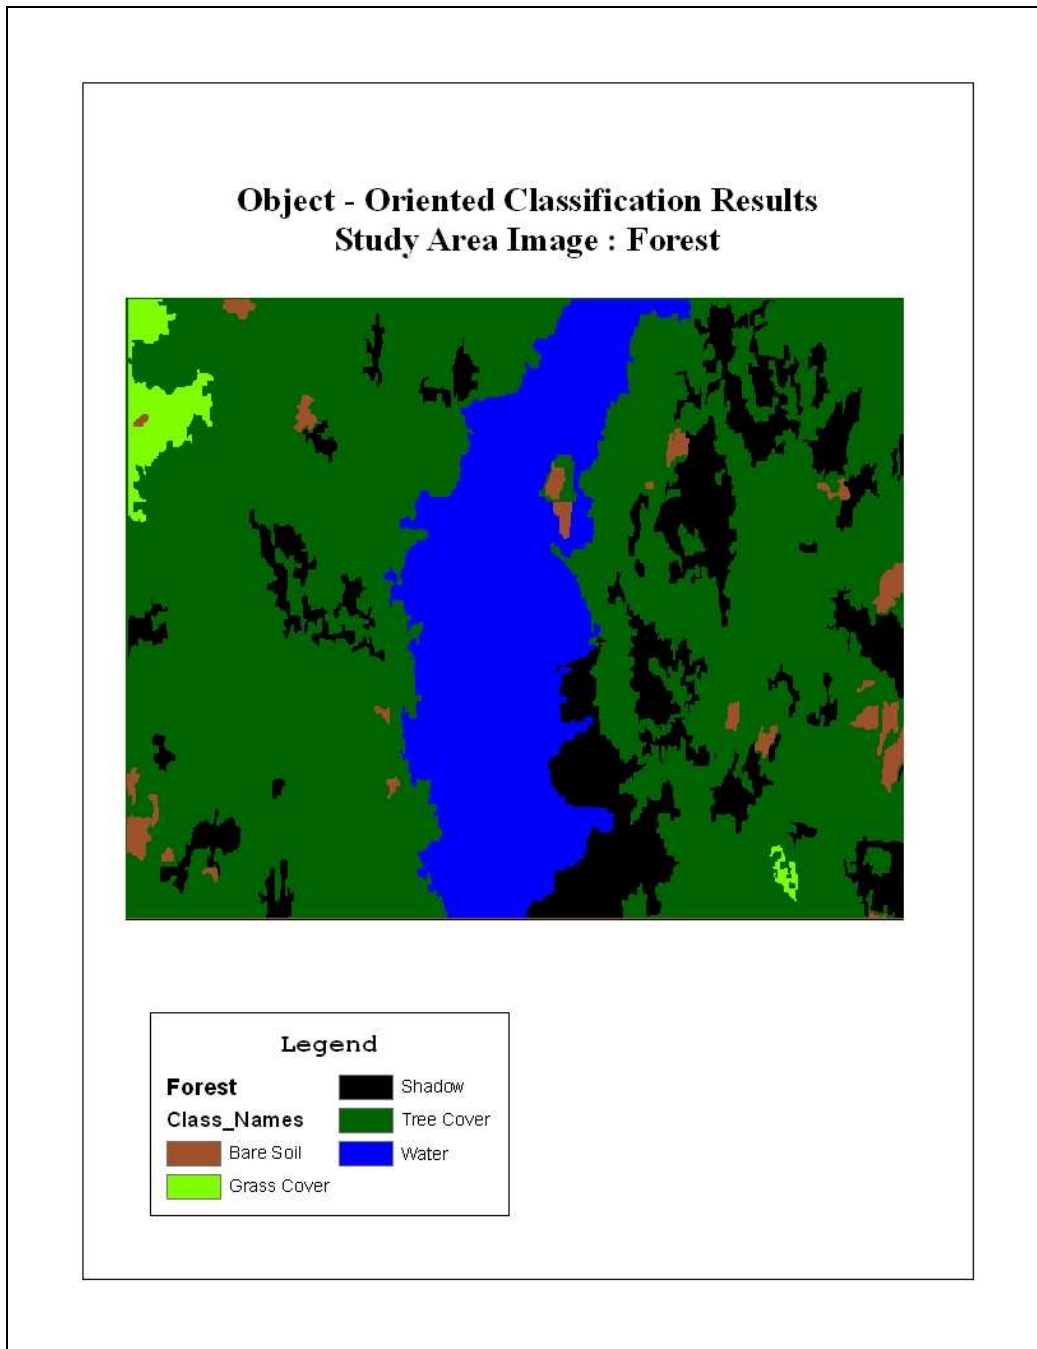 Object - Oriented Classification Results
Study Area Image : Forest
Legend
Forest
Class_Names
Bare Soil
Grass Cover
Shadow
Tree Cover
Water